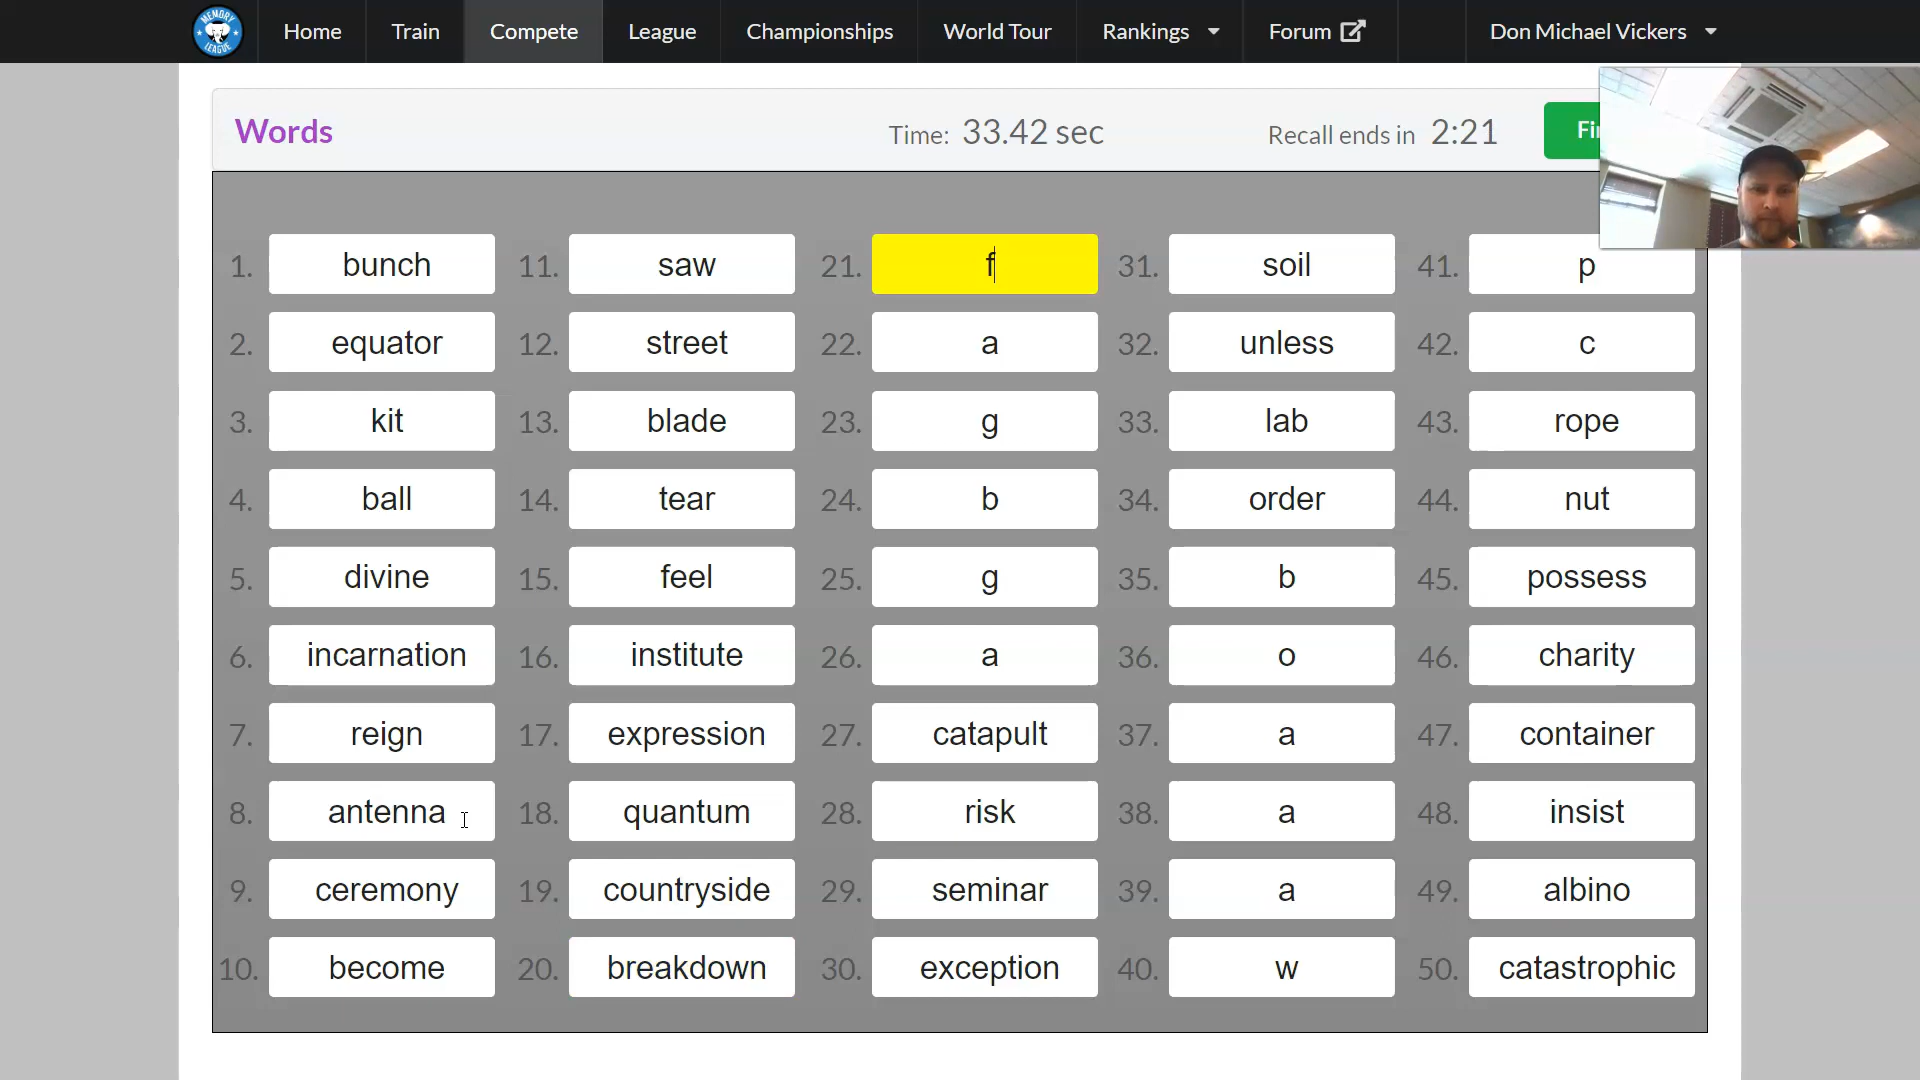 MEMORY LEAGUE
Home Train Compete League Championships World Tour Rankings Forum Don Michael Vickers
Words Time: 33.42 sec Recall ends in 2:21 Fi
1. bunch 11. saw 21. f 31. soil 41. p
2. equator 12. street 22. a 32. unless 42. c
3. kit 13. blade 23. g 33. lab 43. rope
4. ball 14. tear 24. b 34. order 44. nut
5. divine 15. feel 25. g 35. b 45. possess
6. incarnation 16. institute 26. a 36. o 46. charity
7. reign 17. expression 27. catapult 37. a 47. container
8. antenna 18. quantum 28. risk 38. a 48. insist
9. ceremony 19. countryside 29. seminar 39. a 49. albino
10. become 20. breakdown 30. exception 40. w 50. catastrophic